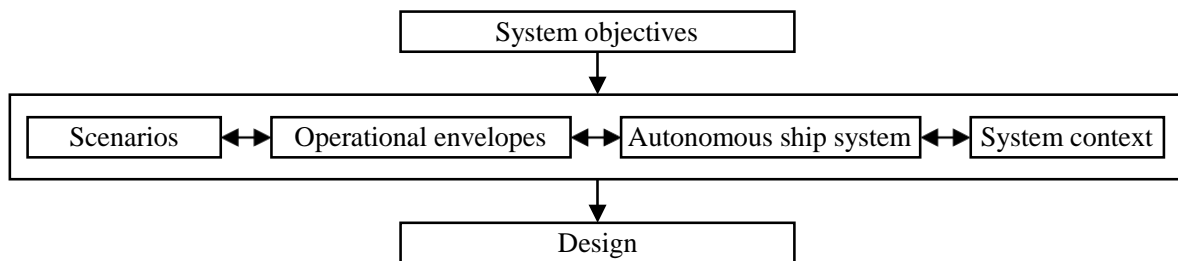 System objectives
Scenarios
Operational envelopes
Autonomous ship system
System context
Design